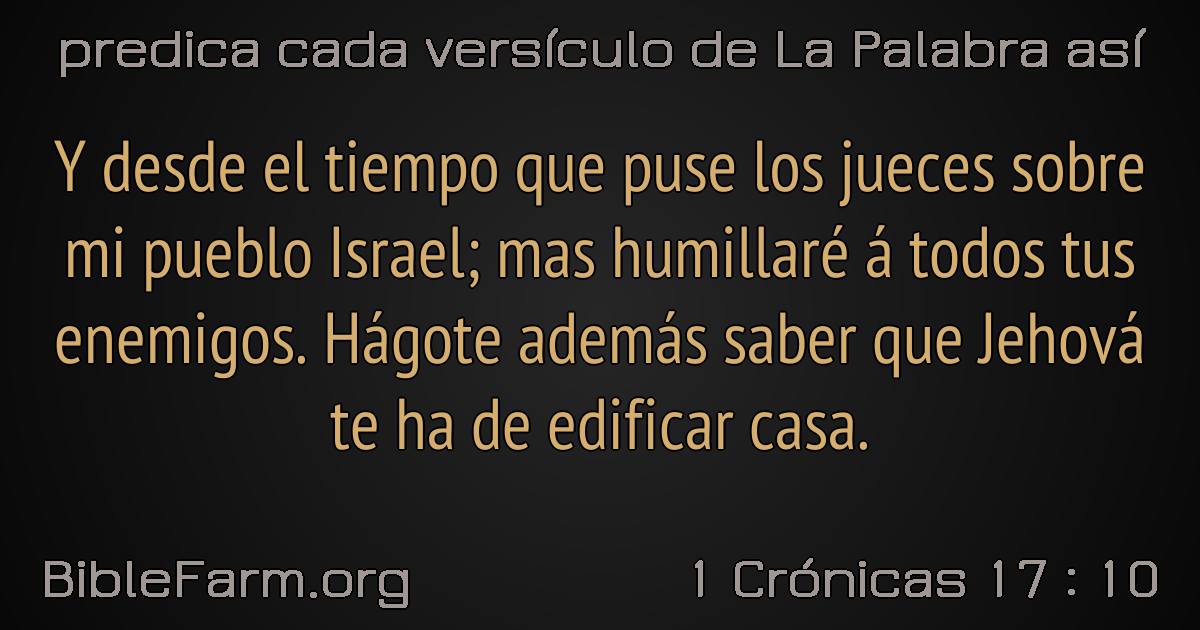 predica cada versículo de La Palabra así
Y desde el tiempo que puse los jueces sobre
mi pueblo Israel; mas humillaré á todos tus
enemigos. Hágote además saber que Jehová
te ha de edificar casa.
BibleFarm.org
1 Crónicas 17 : 10